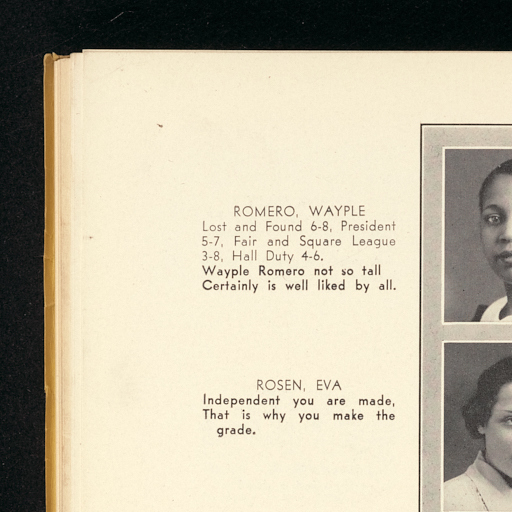 ROMERO, WAYPLE
Lost and Found 6-8, President
5-7, Fair and Square League
3-8, Hall Duty 4-6.
Wayple Romero not so tall
Certainly is well liked by all.
ROSEN, EVA
Independent you are made,
That is why you make the
grade.